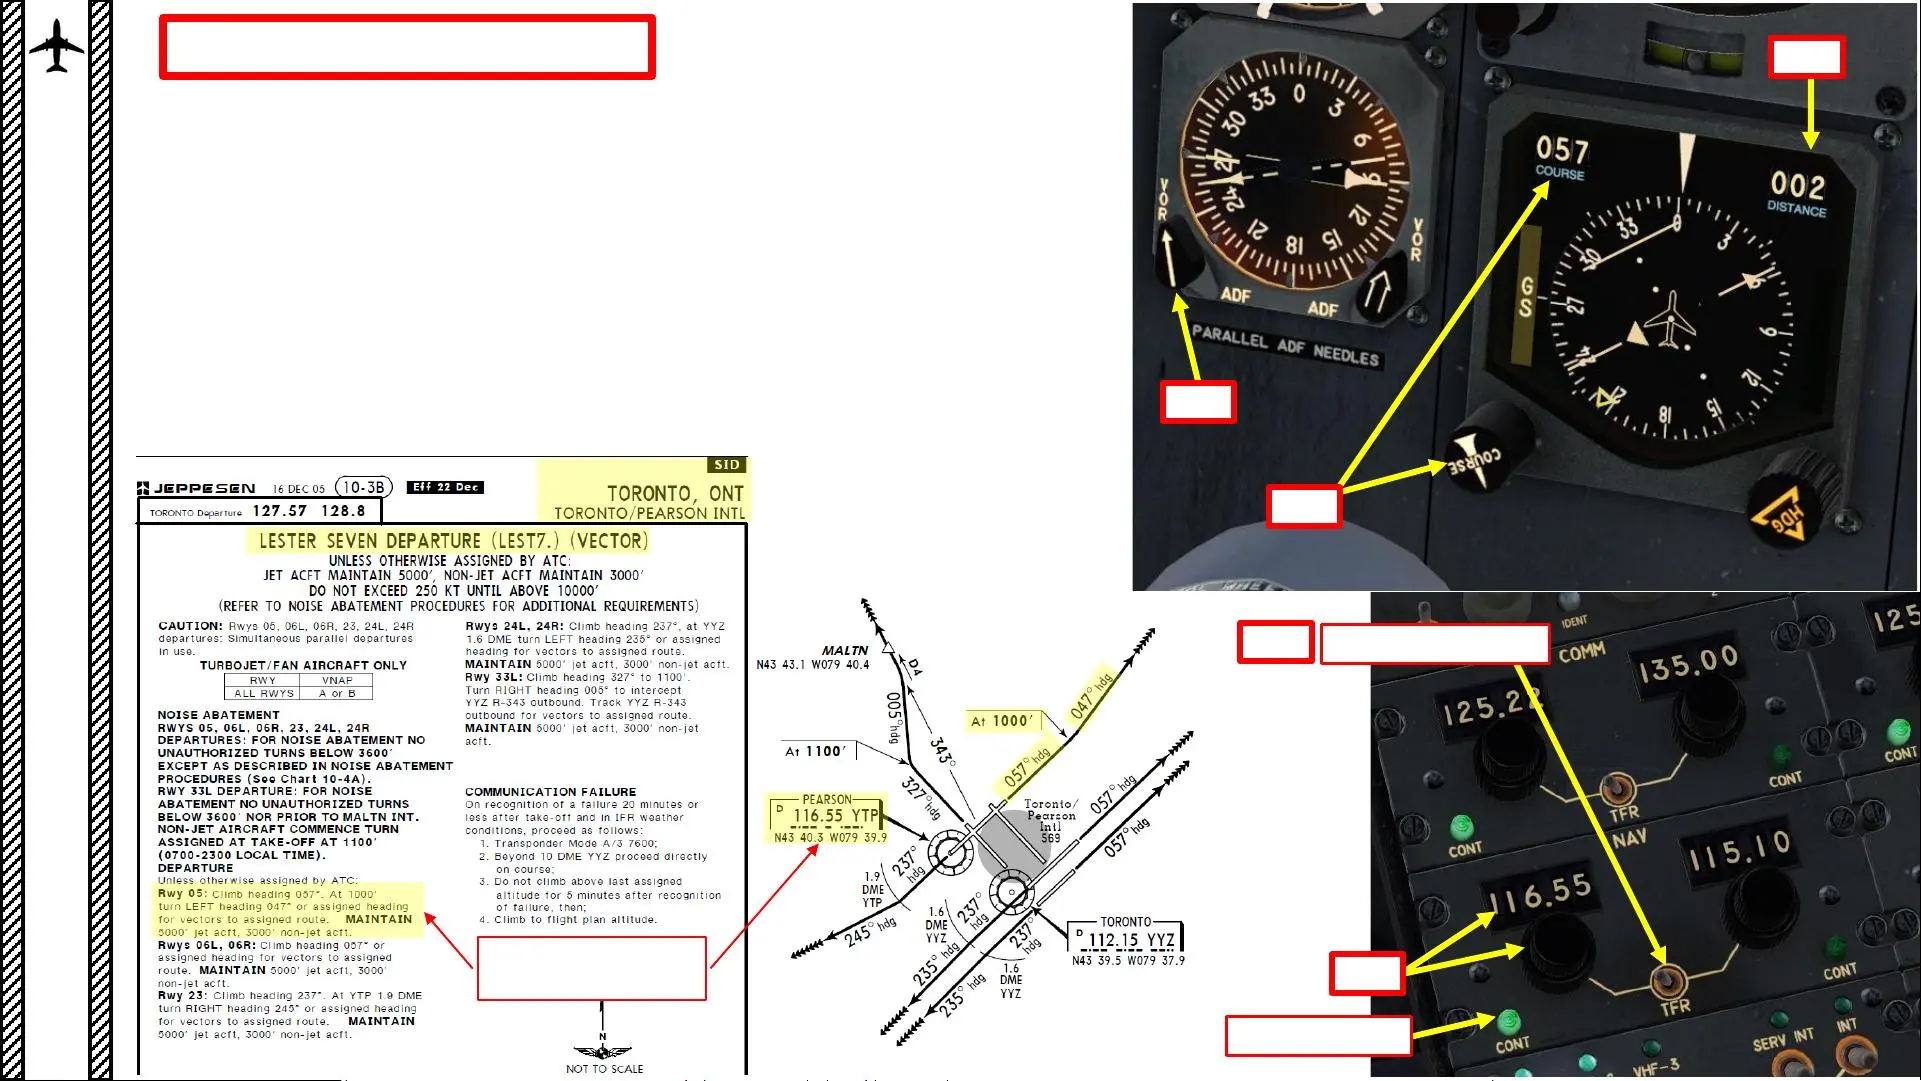 SID
JEPPESEN 16 DEC 05 10-3B Eff 22 Dec
TORONTO, ONT
TORONTO/PEARSON INTL
TORONTO Departure 127.57 128.8
LESTER SEVEN DEPARTURE (LEST7.) (VECTOR)
UNLESS OTHERWISE ASSIGNED BY ATC:
JET ACFT MAINTAIN 5000', NON-JET ACFT MAINTAIN 3000'
DO NOT EXCEED 250 KT UNTIL ABOVE 10000'
(REFER TO NOISE ABATEMENT PROCEDURES FOR ADDITIONAL REQUIREMENTS)
CAUTION: Rwys 05, 06L, 06R, 23, 24L, 24R
departures: Simultaneous parallel departures
in use.
TURBOJET/FAN AIRCRAFT ONLY
RWY VNAP
ALL RWYS A or B
NOISE ABATEMENT
RWYS 05, 06L, 06R, 23, 24L, 24R
DEPARTURES: FOR NOISE ABATEMENT NO
UNAUTHORIZED TURNS BELOW 3600'
EXCEPT AS DESCRIBED IN NOISE ABATEMENT
PROCEDURES (See Chart 10-4A).
RWY 33L DEPARTURE: FOR NOISE
ABATEMENT NO UNAUTHORIZED TURNS
BELOW 3600' NOR PRIOR TO MALTN INT.
NON-JET AIRCRAFT COMMENCE TURN
ASSIGNED AT TAKE-OFF AT 1100'
(0700-2300 LOCAL TIME).
DEPARTURE
Unless otherwise assigned by ATC:
Rwy 05: Climb heading 057°. At 1000'
turn LEFT heading 047° or assigned heading
for vectors to assigned route. MAINTAIN
5000' jet acft, 3000' non-jet acft.
Rwys 06L, 06R: Climb heading 057° or
assigned heading for vectors to assigned
route. MAINTAIN 5000' jet acft, 3000'
non-jet acft.
Rwy 23: Climb heading 237°. At YTP 1.9 DME
turn RIGHT heading 245° or assigned heading
for vectors to assigned route. MAINTAIN
5000' jet acft, 3000' non-jet acft.
Rwys 24L, 24R: Climb heading 237°, at YYZ
1.6 DME turn LEFT heading 235° or assigned
heading for vectors to assigned route.
MAINTAIN 5000' jet acft, 3000' non-jet acft.
Rwy 33L: Climb heading 327° to 1100'.
Turn RIGHT heading 005° to intercept
YYZ R-343 outbound. Track YYZ R-343
outbound for vectors to assigned route.
MAINTAIN 5000' jet acft, 3000' non-jet
acft.
COMMUNICATION FAILURE
On recognition of a failure 20 minutes or
less after take-off and in IFR weather
conditions, proceed as follows:
1. Transponder Mode A/3 7600;
2. Beyond 10 DME YYZ proceed directly
on course;
3. Do not climb above last assigned
altitude for 5 minutes after recognition
of failure, then;
4. Climb to flight plan altitude.
N
NOT TO SCALE
MALTN
N43 43.1 W079 40.4
D4
005° hdg
343°
At 1100'
327° hdg
At 1000'
047° hdg
057° hdg
PEARSON
D 116.55 YTP
N43 40.3 W079 39.9
Toronto/
Pearson
Intl
569
057° hdg
057° hdg
237°
1.9
DME
YTP
245° hdg
1.6
DME
YYZ
237°
237° hdg
235° hdg
235° hdg
1.6
DME
YYZ
TORONTO
D 112.15 YYZ
N43 39.5 W079 37.9
33 0 3 6 9 12 15 18 21 24 27 30
VOR
VOR
ADF
ADF
PARALLEL ADF NEEDLES
057
COURSE
002
DISTANCE
33 0 3 6 9 12 15 18 21 24 27 30
GS
COURSE
HDG
IDENT
COMM
125.22
135.00
125
CONT
TFR
CONT
CONT
NAV
116.55
115.10
CONT
TFR
CONT
SERV INT
INT
VHF-3